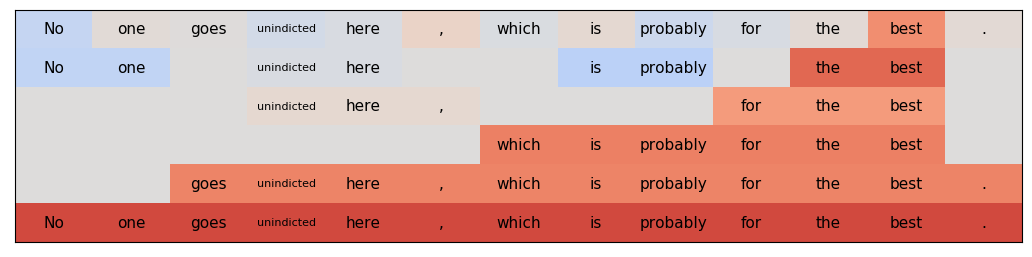 No one goes unindicted here , which is probably for the best .
No one unindicted here is probably the best
unindicted here , for the best
which is probably for the best
goes unindicted here , which is probably for the best .
No one goes unindicted here , which is probably for the best .